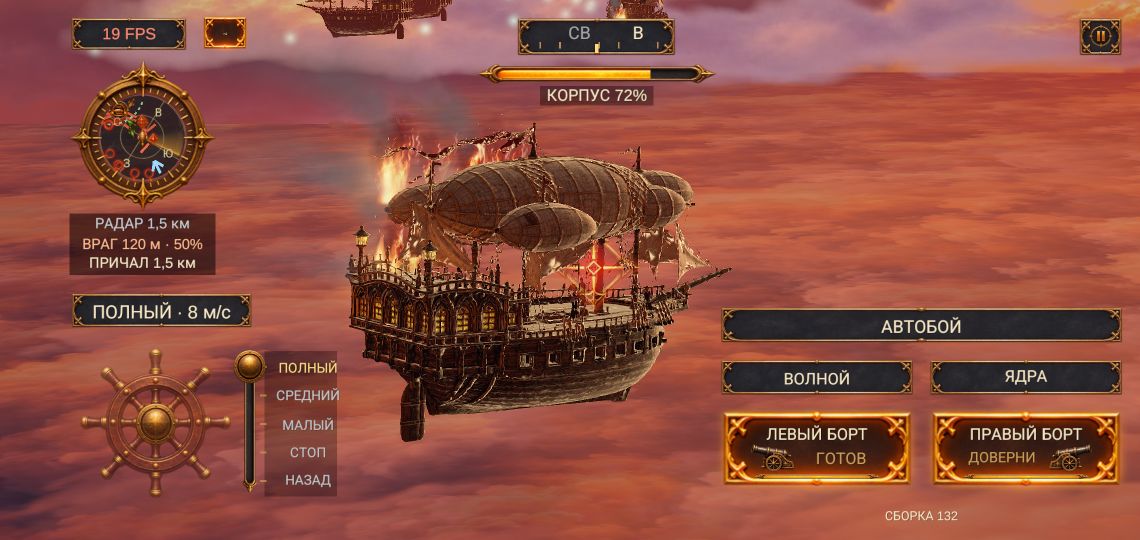 19 FPS
СВ В
КОРПУС 72%
В
Ю
З
РАДАР 1,5 км
ВРАГ 120 м · 50%
ПРИЧАЛ 1,5 км
ПОЛНЫЙ · 8 м/с
ПОЛНЫЙ
СРЕДНИЙ
МАЛЫЙ
СТОП
НАЗАД
АВТОБОЙ
ВОЛНОЙ
ЯДРА
ЛЕВЫЙ БОРТ
ГОТОВ
ПРАВЫЙ БОРТ
ДОВЕРНИ
СБОРКА 132